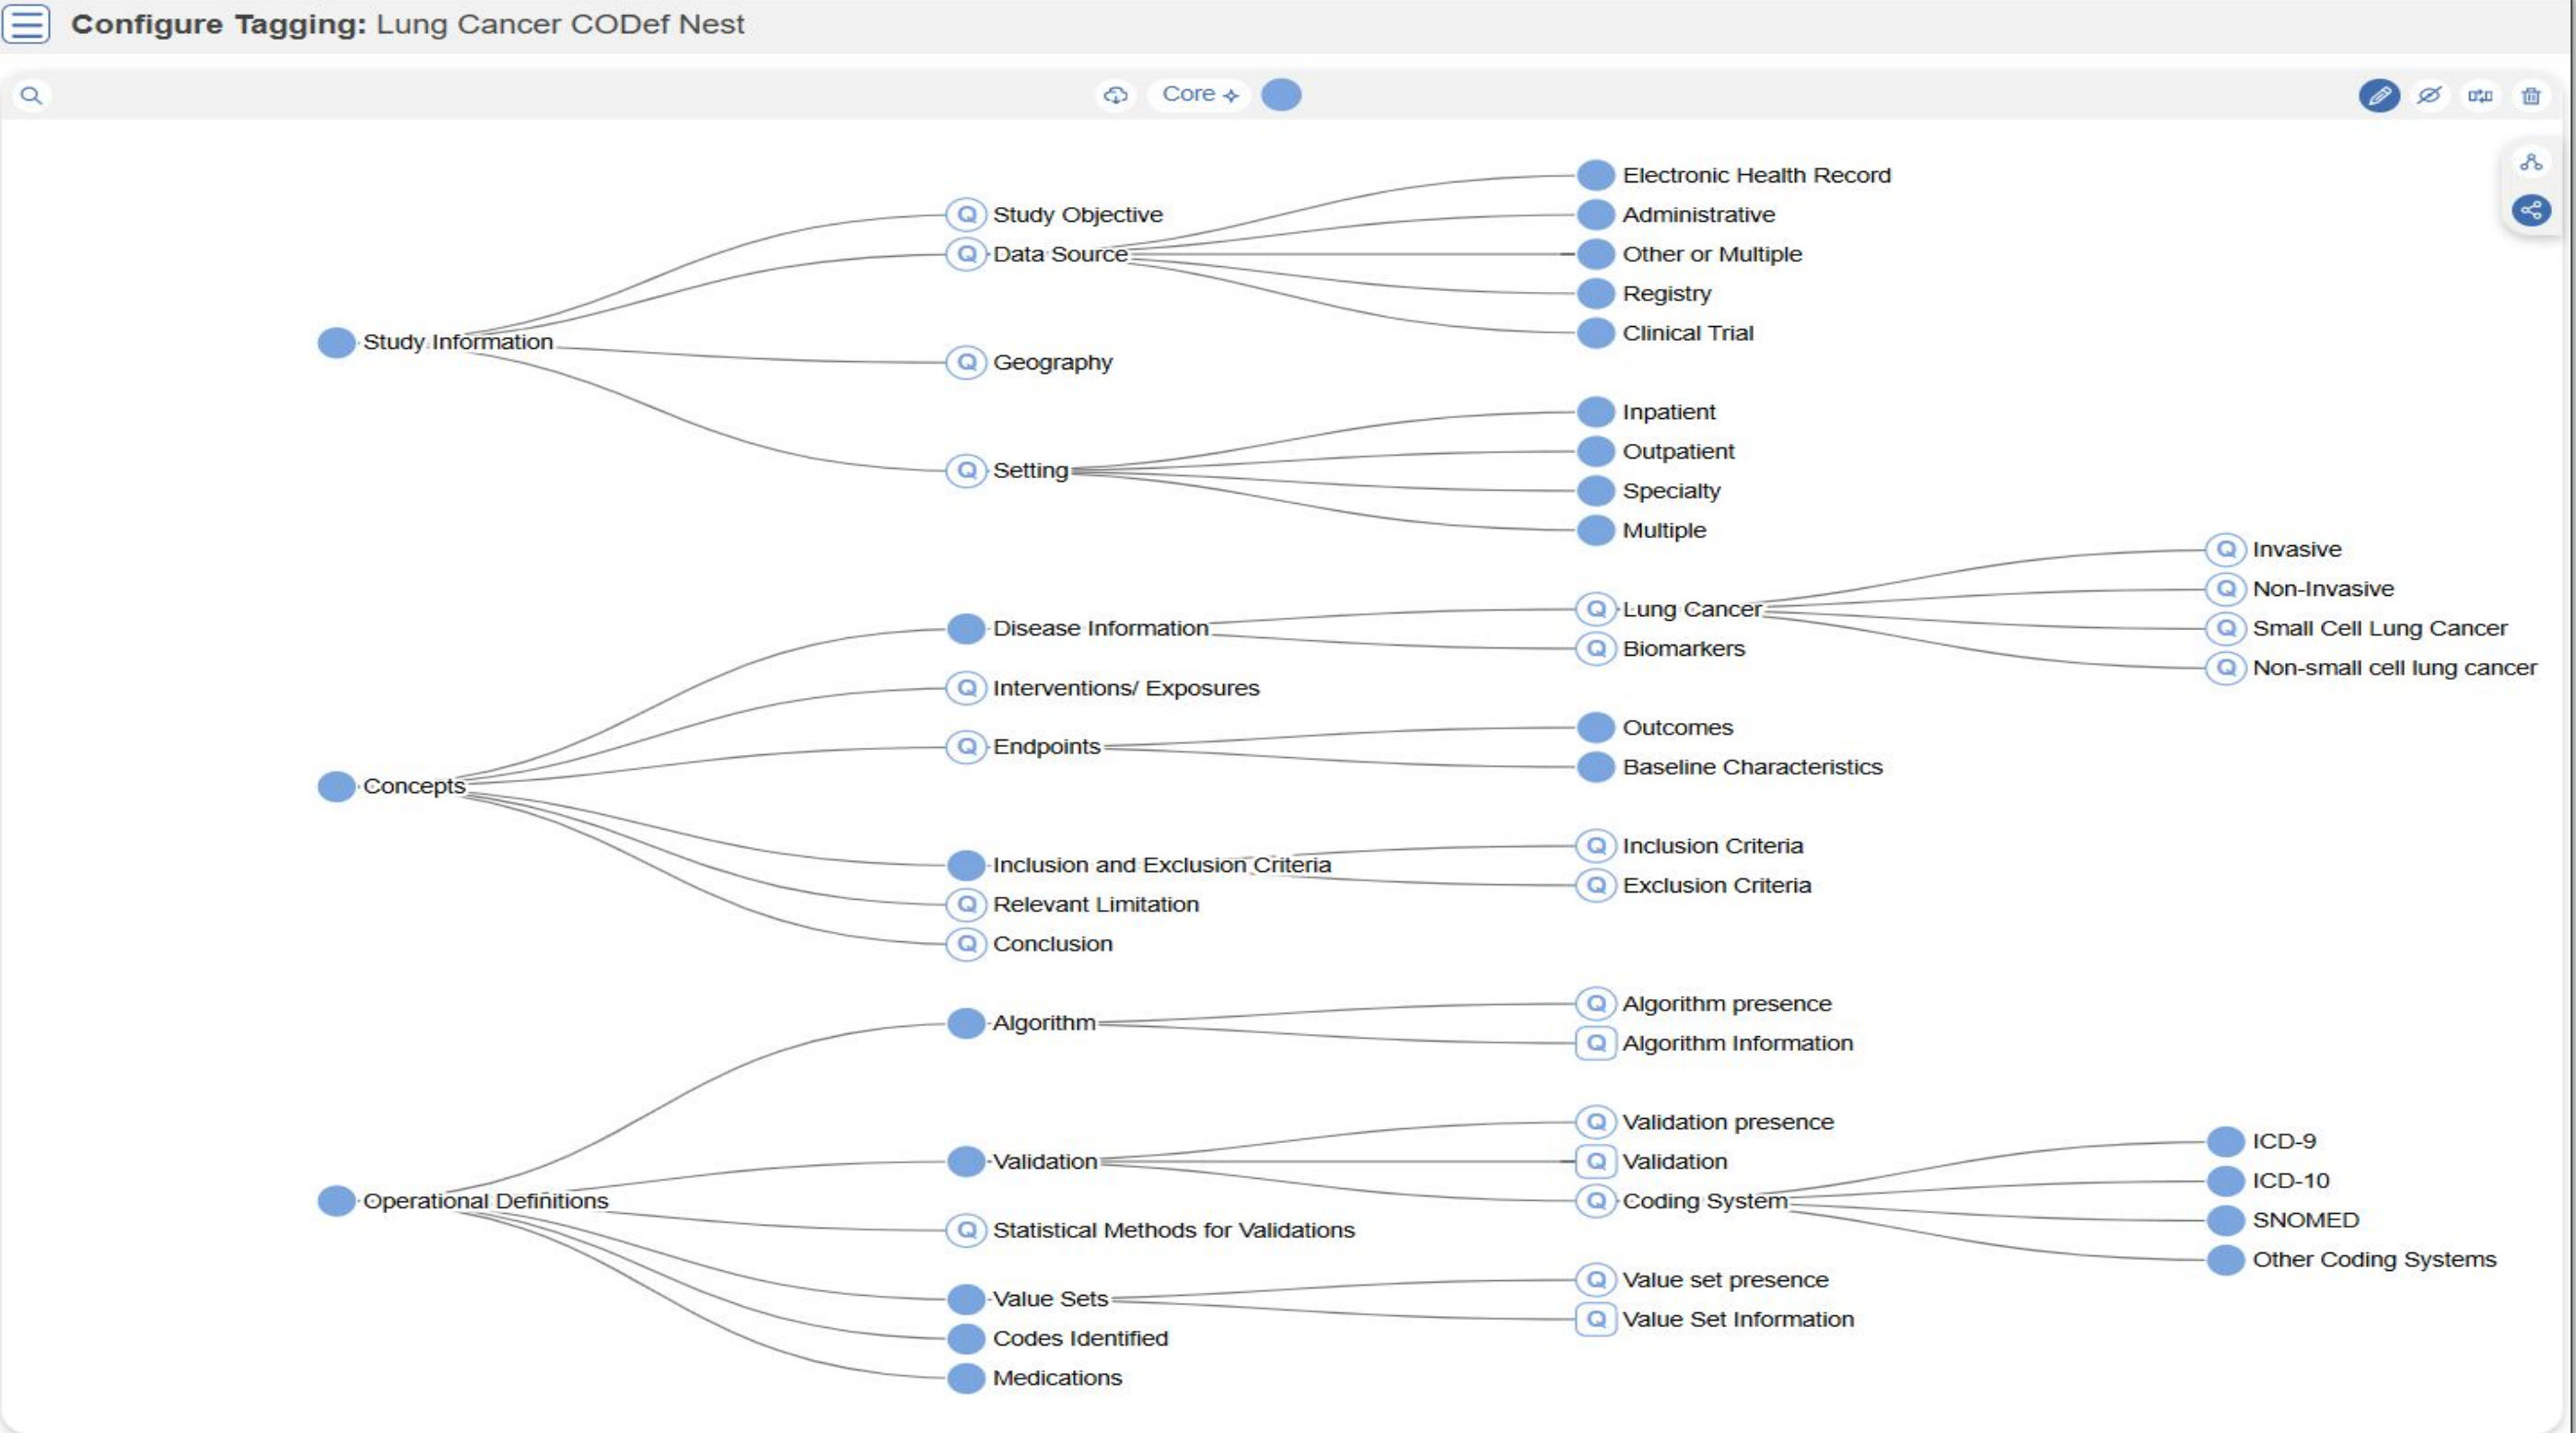 Configure Tagging: Lung Cancer CODef Nest
Core
Study Information
Study Objective
Data Source
Electronic Health Record
Administrative
Other or Multiple
Registry
Clinical Trial
Geography
Setting
Inpatient
Outpatient
Specialty
Multiple
Concepts
Disease Information
Q Lung Cancer
Q Invasive
Q Non-Invasive
Q Small Cell Lung Cancer
Q Non-small cell lung cancer
Q Biomarkers
Q Interventions/ Exposures
Q Endpoints
Outcomes
Baseline Characteristics
Inclusion and Exclusion Criteria
Q Inclusion Criteria
Q Exclusion Criteria
Q Relevant Limitation
Q Conclusion
Operational Definitions
Algorithm
Q Algorithm presence
Q Algorithm Information
Validation
Q Validation presence
Q Validation
Q Coding System
ICD-9
ICD-10
SNOMED
Other Coding Systems
Q Statistical Methods for Validations
Value Sets
Q Value set presence
Q Value Set Information
Codes Identified
Medications